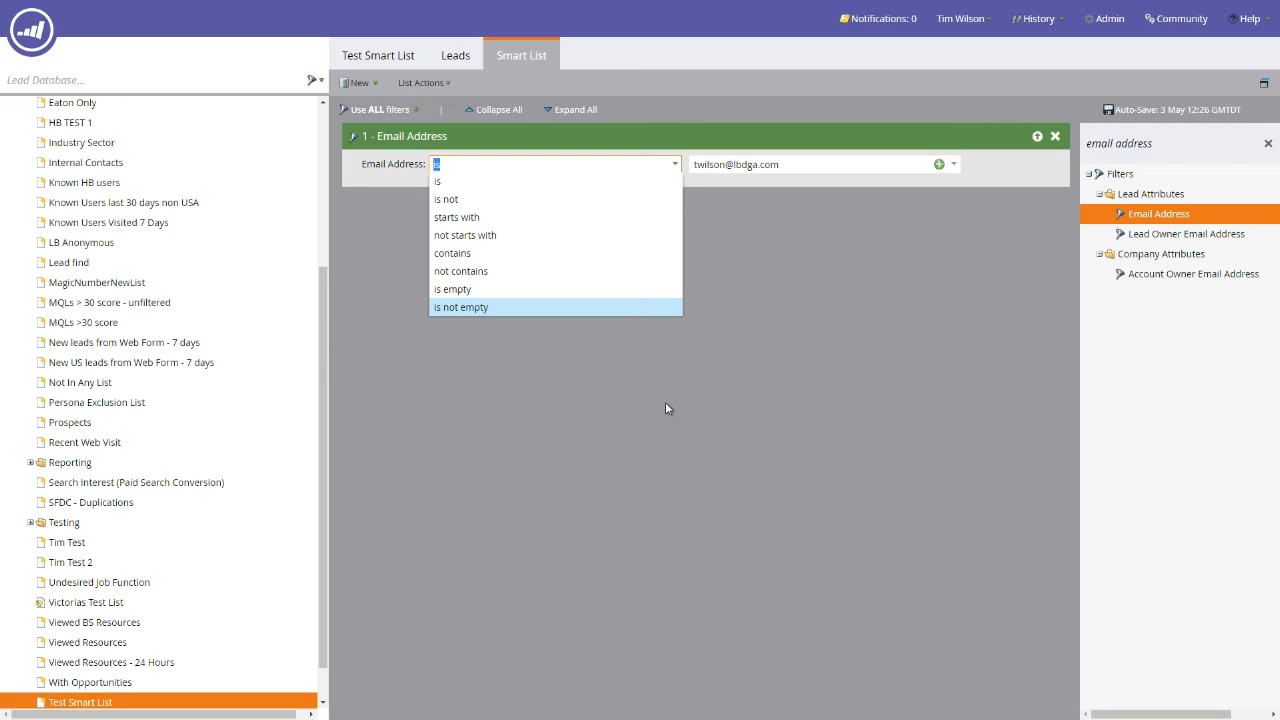 Notifications: 0
Tim Wilson
History
Admin
Community
Help
Lead Database...
Test Smart List
Leads
Smart List
New
List Actions
Use ALL filters
|
Collapse All
Expand All
Auto-Save: 3 May 12:26 GMTDT
Eaton Only
HB TEST 1
Industry Sector
Internal Contacts
Known HB users
Known Users last 30 days non USA
Known Users Visited 7 Days
LB Anonymous
Lead find
MagicNumberNewList
MQLs > 30 score - unfiltered
MQLs >30 score
New leads from Web Form - 7 days
New US leads from Web Form - 7 days
Not In Any List
Persona Exclusion List
Prospects
Recent Web Visit
Reporting
Search Interest (Paid Search Conversion)
SFDC - Duplications
Testing
Tim Test
Tim Test 2
Undesired Job Function
Victorias Test List
Viewed BS Resources
Viewed Resources
Viewed Resources - 24 Hours
With Opportunities
Test Smart List
1 - Email Address
Email Address: is
twilson@lbdga.com
is
is not
starts with
not starts with
contains
not contains
is empty
is not empty
email address
Filters
Lead Attributes
Email Address
Lead Owner Email Address
Company Attributes
Account Owner Email Address